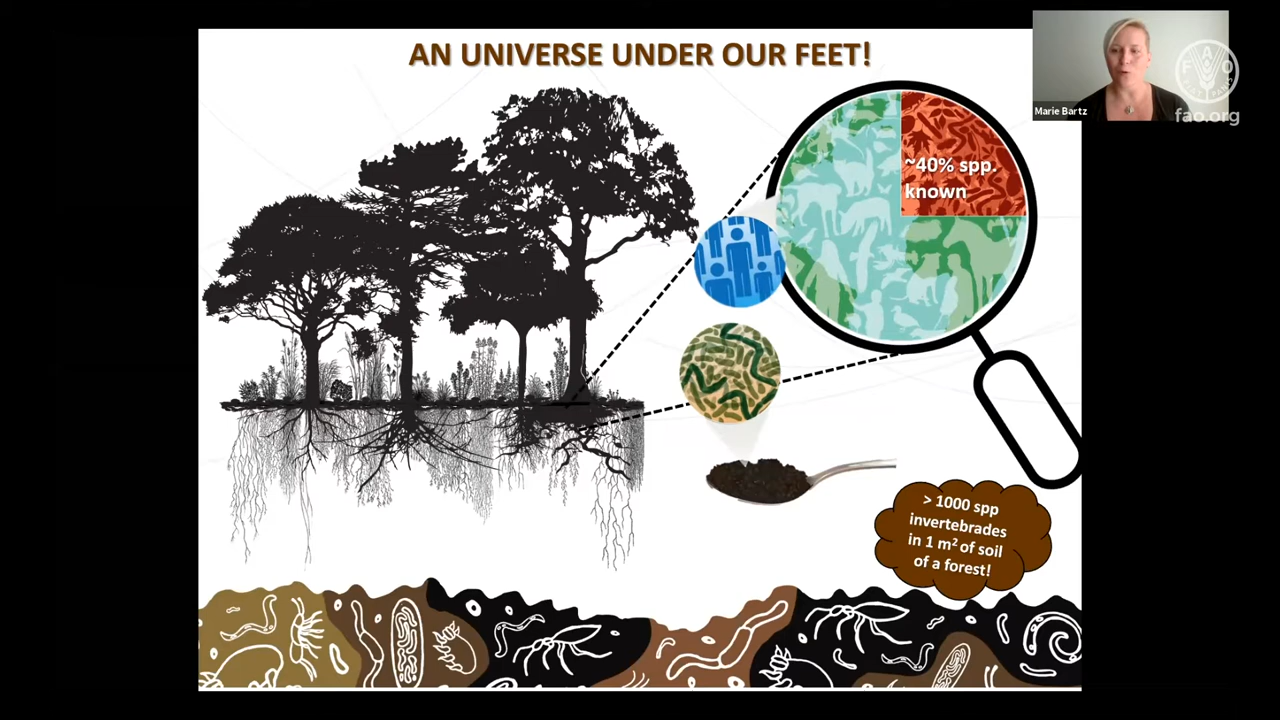 AN UNIVERSE UNDER OUR FEET!
~40% spp.
known
> 1000 spp
invertebrades
in 1 m² of soil
of a forest!
Marie Bartz
F A O
fao.org